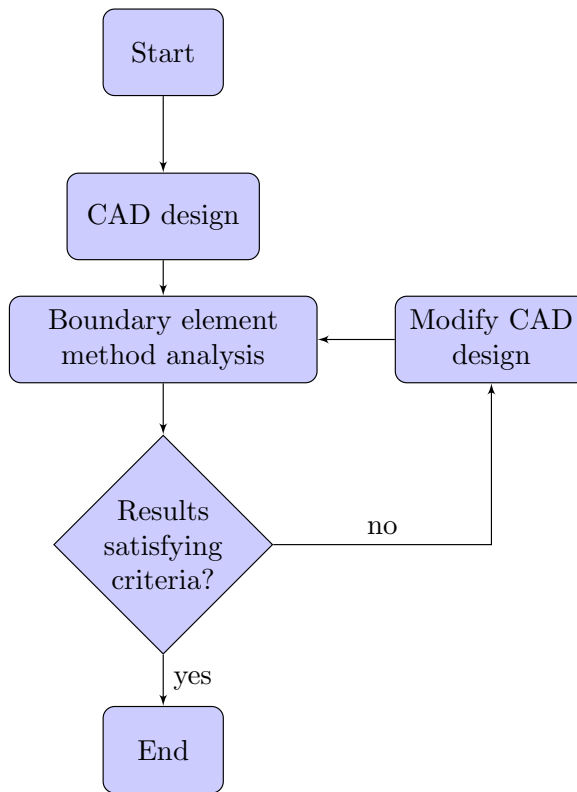 Start
CAD design
Boundary element
method analysis
Modify CAD
design
Results
satisfying
criteria?
no
yes
End